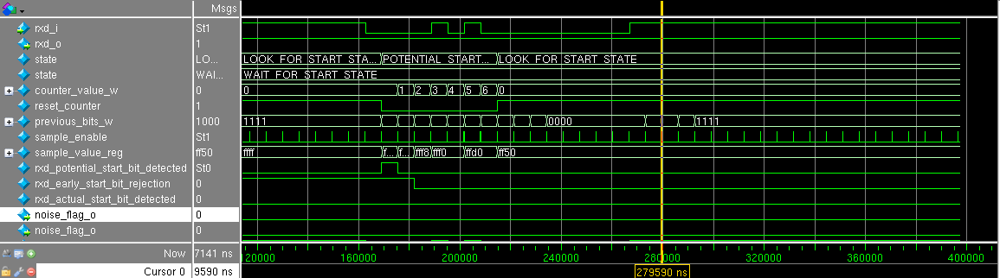 Msgs
rxd_i St1
rxd_o 1
state LO... LOOK FOR START STA... POTENTIAL START... LOOK FOR START STATE
state WAI... WAIT FOR START STATE
counter_value_w 0 0 1 2 3 4 5 6 0
reset_counter 1
previous_bits_w 1000 1111 0000 1111
sample_enable St1
sample_value_reg ff50 ffff f... f... fff8 fff0 ffd0 ff50
rxd_potential_start_bit_detected St0
rxd_early_start_bit_rejection 0
rxd_actual_start_bit_detected 0
noise_flag_o 0
noise_flag_o 0
Now 7141 ns 120000 160000 200000 240000 280000 320000 360000 400000
Cursor 0 9590 ns 279590 ns